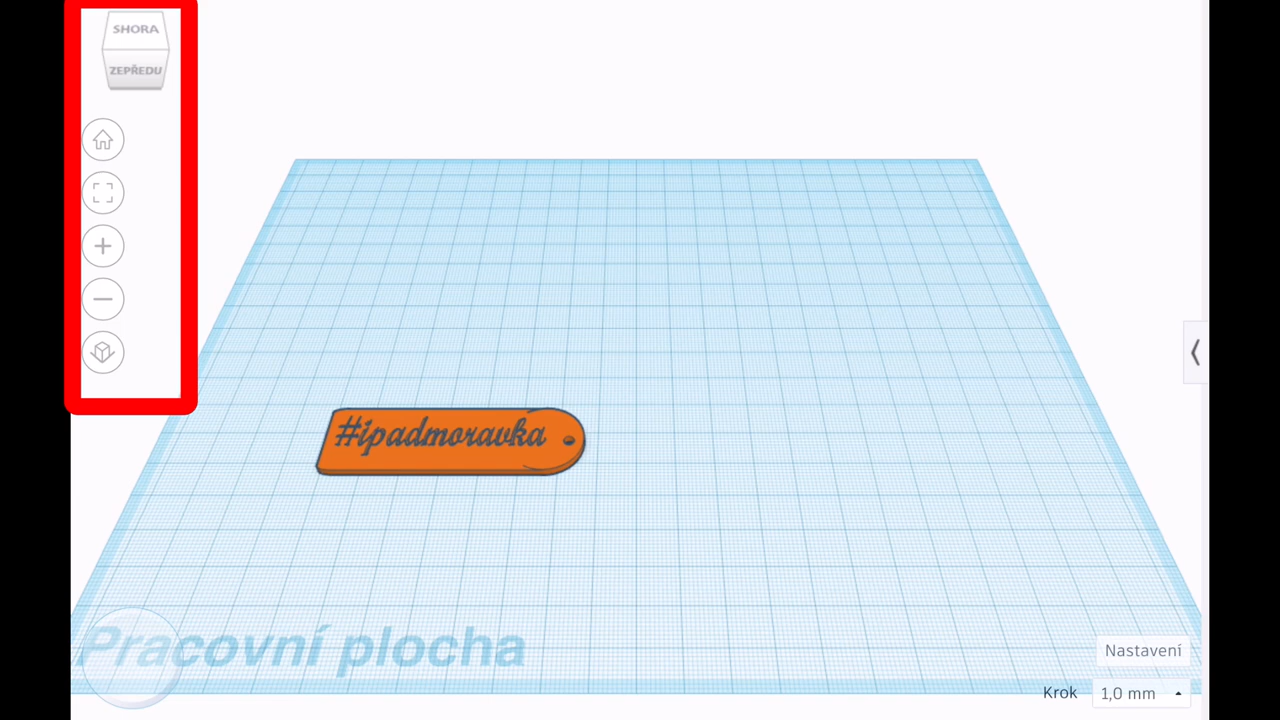 SHORA
ZEPŘEDU
#ipadmoravka
Pracovní plocha
Nastavení
Krok 1,0 mm